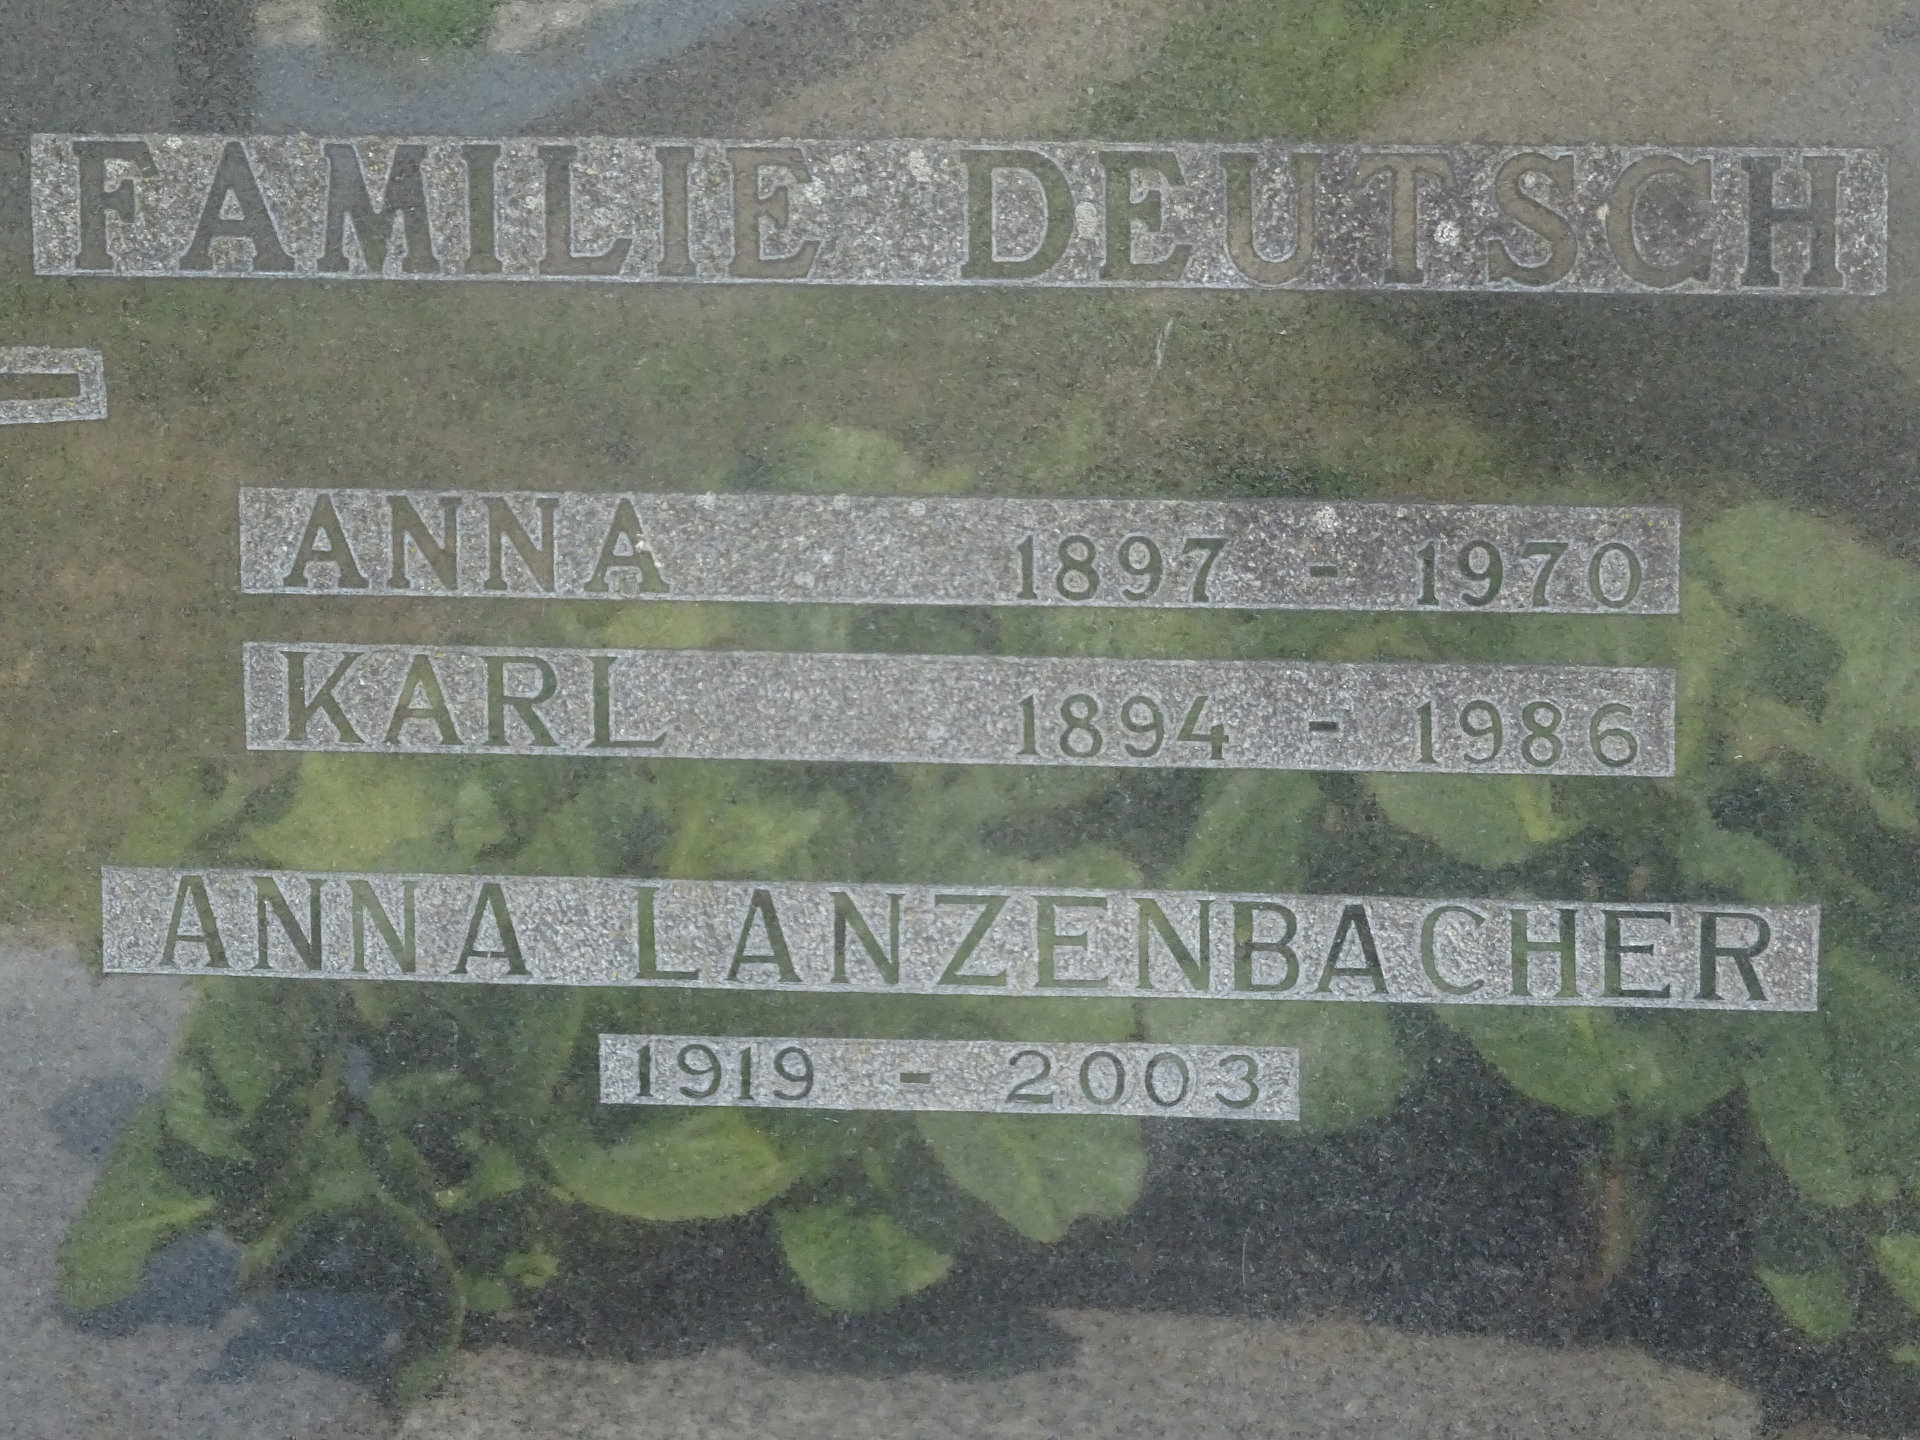 FAMILIE DEUTSCH
ANNA 1897 - 1970
KARL 1894 - 1986
ANNA LANZENBACHER
1919 - 2003